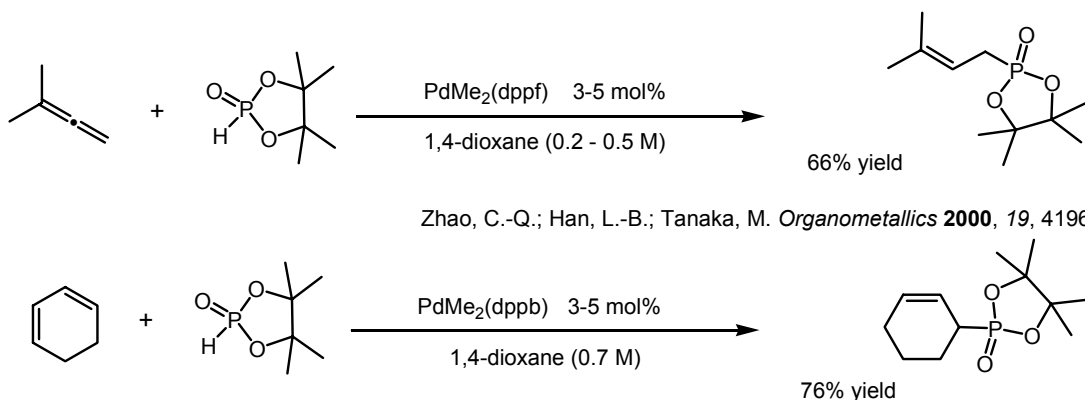 PdMe2(dppf) 3-5 mol%
1,4-dioxane (0.2 - 0.5 M)
+
O
P
H
O
O
O
P
O
O
66% yield
Zhao, C.-Q.; Han, L.-B.; Tanaka, M. Organometallics 2000, 19, 4196
PdMe2(dppb) 3-5 mol%
1,4-dioxane (0.7 M)
+
O
P
H
O
O
O
P
O
O
76% yield